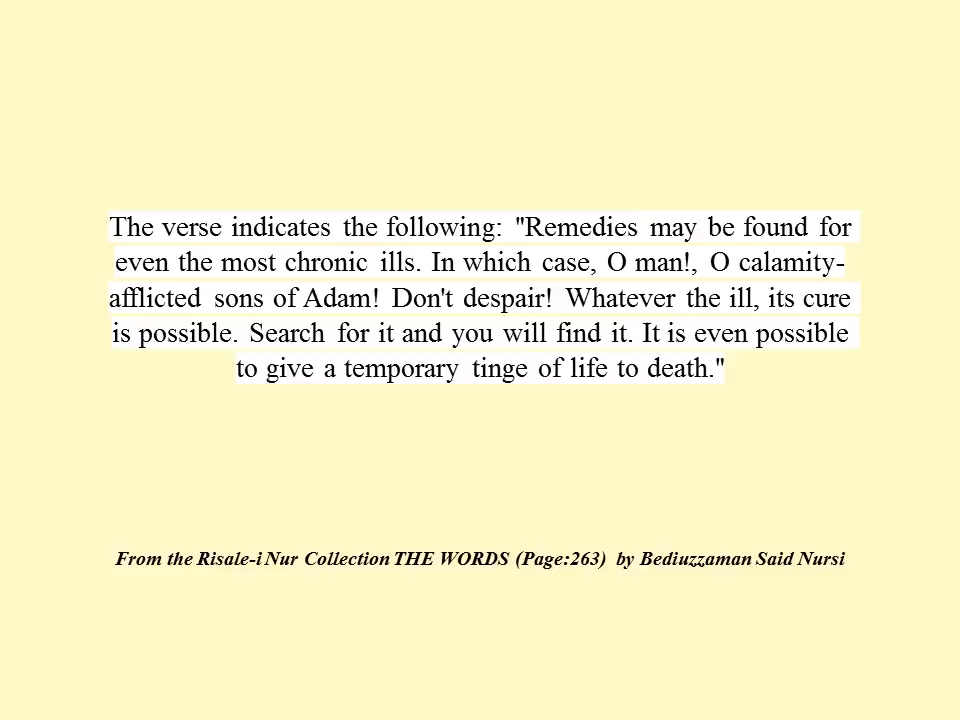 The verse indicates the following: "Remedies may be found for
even the most chronic ills. In which case, O man!, O calamity-
afflicted sons of Adam! Don't despair! Whatever the ill, its cure
is possible. Search for it and you will find it. It is even possible
to give a temporary tinge of life to death."
From the Risale-i Nur Collection THE WORDS (Page:263) by Bediuzzaman Said Nursi